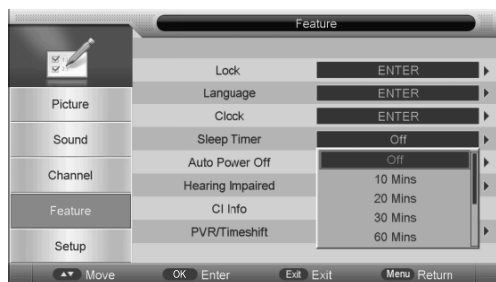 Feature
Lock ENTER
Language ENTER
Clock ENTER
Sleep Timer Off
Auto Power Off
Hearing Impaired
CI Info
PVR/Timeshift
Off
10 Mins
20 Mins
30 Mins
60 Mins
Picture
Sound
Channel
Feature
Setup
Move OK Enter Exit Exit Menu Return